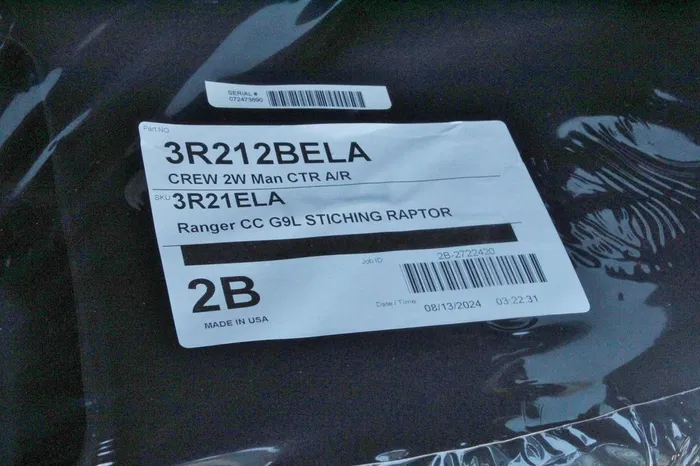 SERIAL #
072479890
Part NO.
3R212BELA
CREW 2W Man CTR A/R
SKU
3R21ELA
Ranger CC G9L STICHING RAPTOR
Job ID
2B-2722420
2B
MADE IN USA
Date / Time
08/13/2024 03:22:31